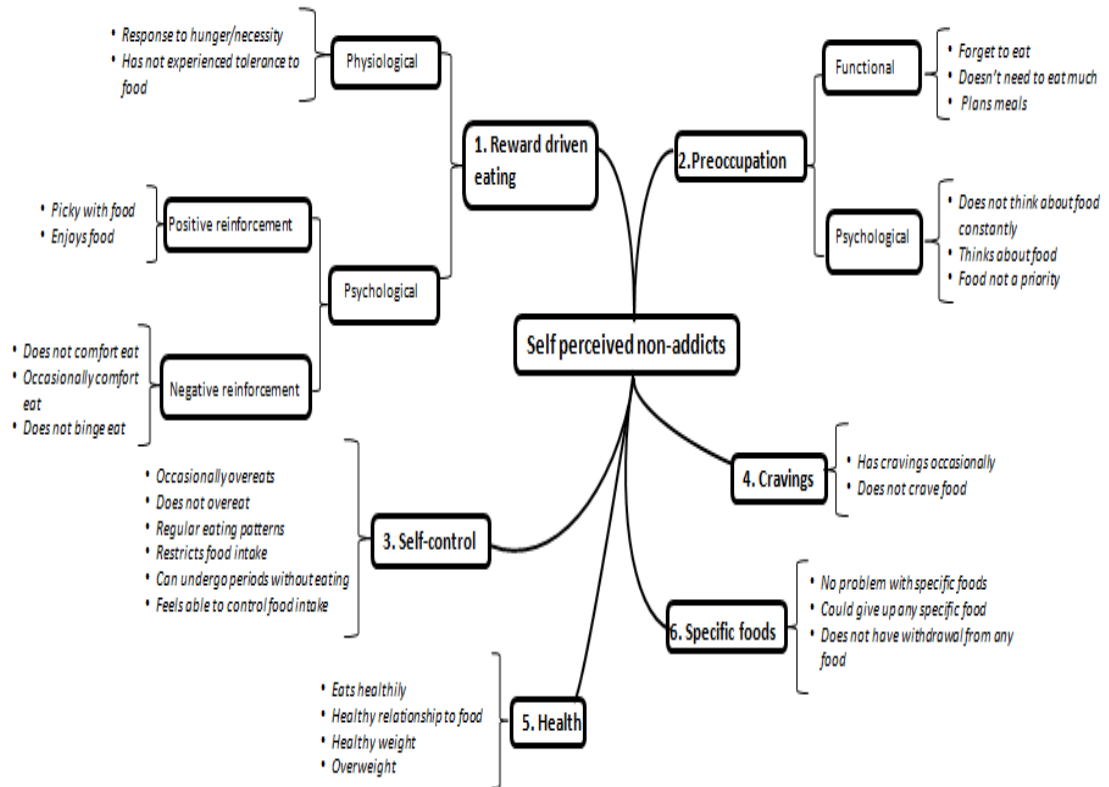 Self perceived non-addicts
1. Reward driven
eating
Physiological
• Response to hunger/necessity
• Has not experienced tolerance to
food
Psychological
Positive reinforcement
• Picky with food
• Enjoys food
Negative reinforcement
• Does not comfort eat
• Occasionally comfort
eat
• Does not binge eat
2.Preoccupation
Functional
• Forget to eat
• Doesn't need to eat much
• Plans meals
Psychological
• Does not think about food
constantly
• Thinks about food
• Food not a priority
3. Self-control
• Occasionally overeats
• Does not overeat
• Regular eating patterns
• Restricts food intake
• Can undergo periods without eating
• Feels able to control food intake
4. Cravings
• Has cravings occasionally
• Does not crave food
5. Health
• Eats healthily
• Healthy relationship to food
• Healthy weight
• Overweight
6. Specific foods
• No problem with specific foods
• Could give up any specific food
• Does not have withdrawal from any
food